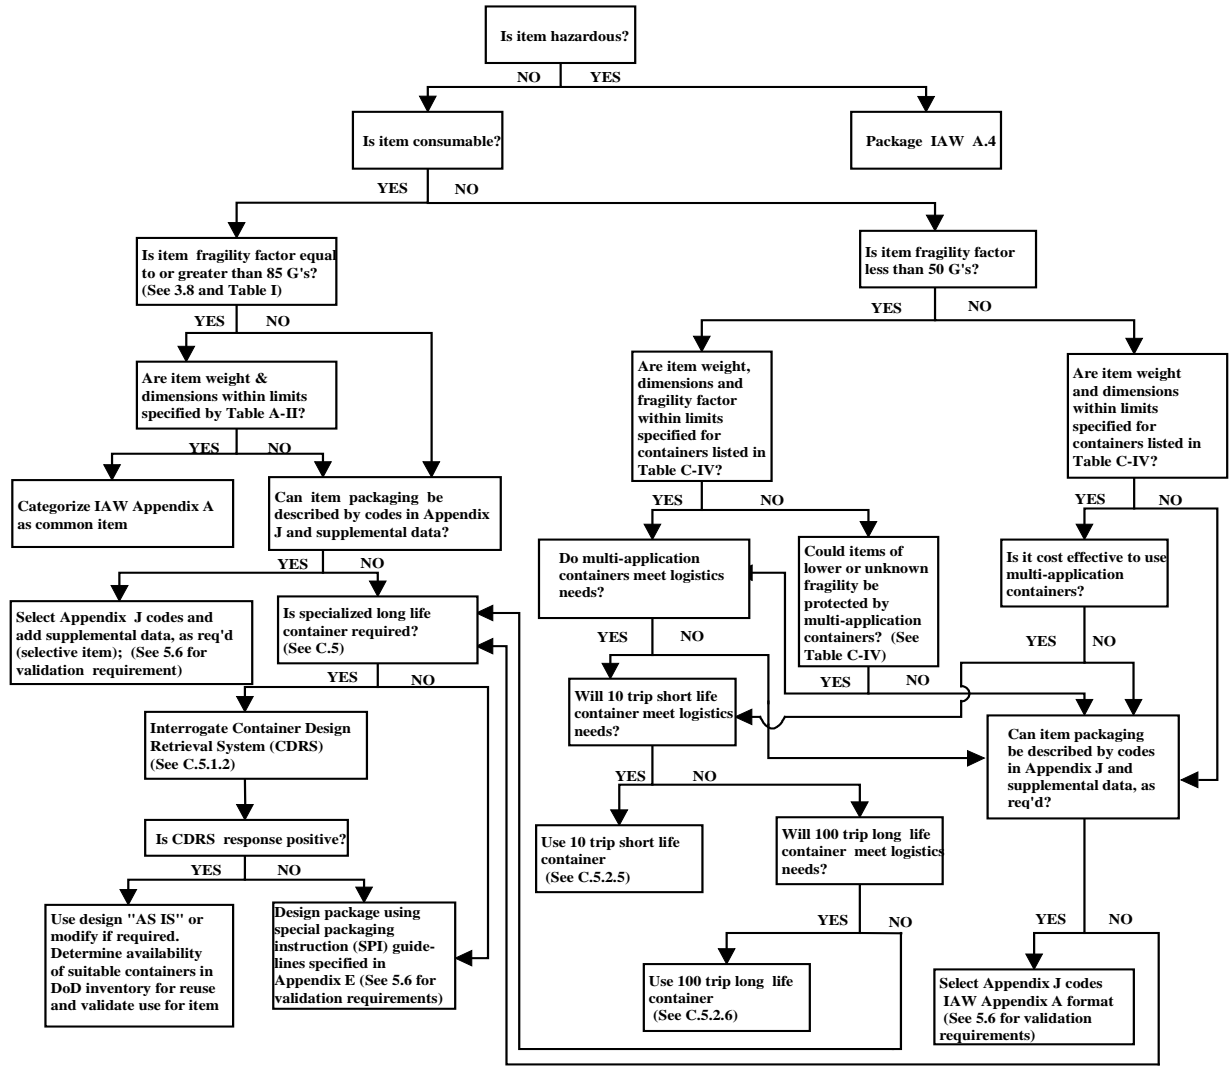 Is item hazardous?
NO YES
Is item consumable?
Package IAW A.4
YES NO
Is item fragility factor equal
to or greater than 85 G's?
(See 3.8 and Table I)
Is item fragility factor
less than 50 G's?
YES NO
YES NO
Are item weight &
dimensions within limits
specified by Table A-II?
Are item weight,
dimensions and
fragility factor
within limits
specified for
containers listed in
Table C-IV?
Are item weight
and dimensions
within limits
specified for
containers listed in
Table C-IV?
YES NO
Categorize IAW Appendix A
as common item
Can item packaging be
described by codes in Appendix
J and supplemental data?
YES NO
YES NO
Do multi-application
containers meet logistics
needs?
Could items of
lower or unknown
fragility be
protected by
multi-application
containers? (See
Table C-IV)
Is it cost effective to use
multi-application
containers?
YES NO
Select Appendix J codes and
add supplemental data, as req'd
(selective item); (See 5.6 for
validation requirement)
Is specialized long life
container required?
(See C.5)
YES NO
YES NO
YES NO
YES NO
Interrogate Container Design
Retrieval System (CDRS)
(See C.5.1.2)
Will 10 trip short life
container meet logistics
needs?
Can item packaging
be described by codes
in Appendix J and
supplemental data, as
req'd?
YES NO
Is CDRS response positive?
Use 10 trip short life
container
(See C.5.2.5)
Will 100 trip long life
container meet logistics
needs?
YES NO
Use design "AS IS" or
modify if required.
Determine availability
of suitable containers in
DoD inventory for reuse
and validate use for item
Design package using
special packaging
instruction (SPI) guide-
lines specified in
Appendix E (See 5.6 for
validation requirements)
YES NO
YES NO
Use 100 trip long life
container
(See C.5.2.6)
Select Appendix J codes
IAW Appendix A format
(See 5.6 for validation
requirements)